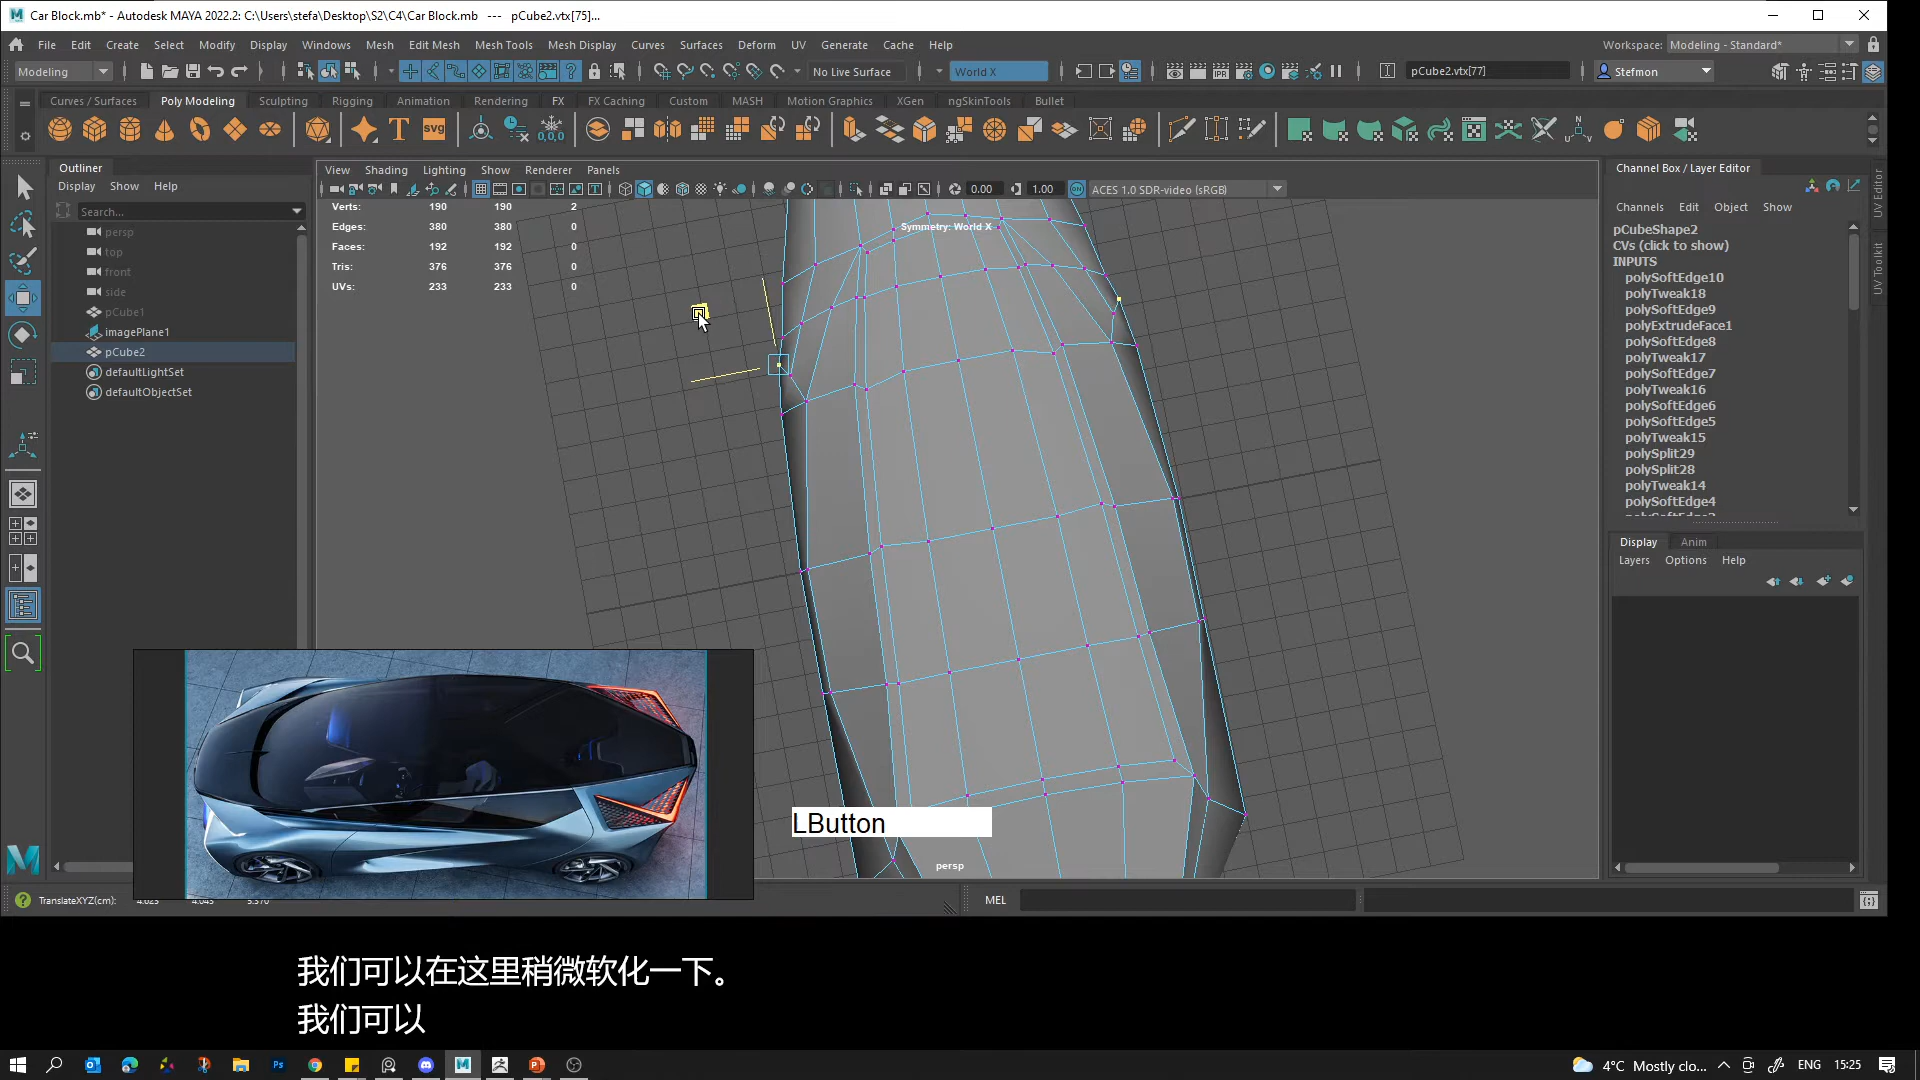 Car Block.mb* - Autodesk MAYA 2022.2: C:\Users\stefa\Desktop\S2\C4\Car Block.mb --- pCube2.vtx[75]...
File Edit Create Select Modify Display Windows Mesh Edit Mesh Mesh Tools Mesh Display Curves Surfaces Deform UV Generate Cache Help
Workspace: Modeling - Standard*
Modeling No Live Surface World X pCube2.vtx[77] Stefmon
Curves / Surfaces Poly Modeling Sculpting Rigging Animation Rendering FX FX Caching Custom MASH Motion Graphics XGen ngSkinTools Bullet
Outliner
Display Show Help
Search...
persp
top
front
side
pCube1
imagePlane1
pCube2
defaultLightSet
defaultObjectSet
View Shading Lighting Show Renderer Panels
0.00 1.00 ACES 1.0 SDR-video (sRGB)
Verts: 190 190 2
Edges: 380 380 0
Faces: 192 192 0
Tris: 376 376 0
UVs: 233 233 0
Symmetry: World X
persp
LButton
Channel Box / Layer Editor
Channels Edit Object Show
pCubeShape2
CVs (click to show)
INPUTS
polySoftEdge10
polyTweak18
polySoftEdge9
polyExtrudeFace1
polySoftEdge8
polyTweak17
polySoftEdge7
polyTweak16
polySoftEdge6
polySoftEdge5
polyTweak15
polySplit29
polySplit28
polyTweak14
polySoftEdge4
Display Anim
Layers Options Help
UV Editor
UV Toolkit
TranslateXYZ(cm):
MEL
我们可以在这里稍微软化一下。
我们可以
4°C Mostly clo... ENG 15:25